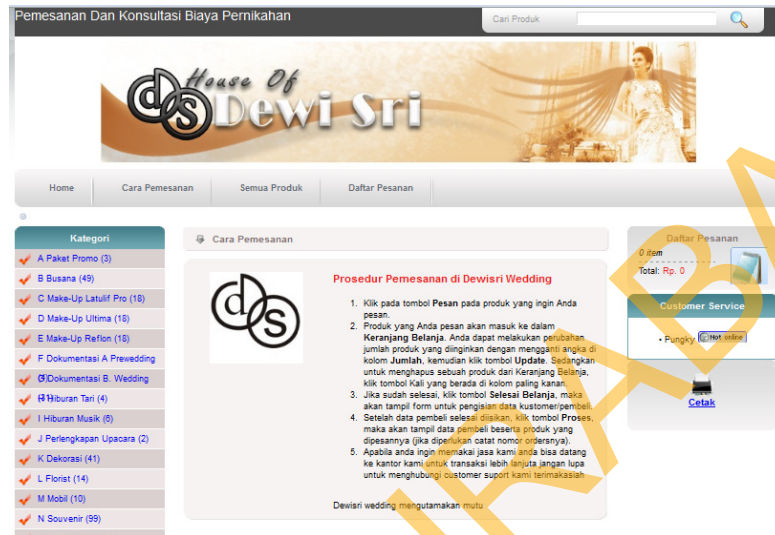 Pemesanan Dan Konsultasi Biaya Pernikahan
Cari Produk
House Of
Dewi Sri
ds
Home
Cara Pemesanan
Semua Produk
Daftar Pesanan
Kategori
A Paket Promo (3)
B Busana (49)
C Make-Up Latulif Pro (18)
D Make-Up Ultima (18)
E Make-Up Reflon (18)
F Dokumentasi A Prewedding
Dokumentasi B. Wedding
Hiburan Tari (4)
I Hiburan Musik (6)
J Perlengkapan Upacara (2)
K Dekorasi (41)
L Florist (14)
M Mobil (10)
N Souvenir (99)
Cara Pemesanan
ds
Prosedur Pemesanan di Dewisri Wedding
1. Klik pada tombol Pesan pada produk yang ingin Anda
pesan.
2. Produk yang Anda pesan akan masuk ke dalam
Keranjang Belanja. Anda dapat melakukan perubahan
jumlah produk yang diinginkan dengan mengganti angka di
kolom Jumlah, kemudian klik tombol Update. Sedangkan
untuk menghapus sebuah produk dari Keranjang Belanja,
klik tombol Kali yang berada di kolom paling kanan.
3. Jika sudah selesai, klik tombol Selesai Belanja, maka
akan tampil form untuk pengisian data kustomer/pembeli.
4. Setelah data pembeli selesai diisikan, klik tombol Proses,
maka akan tampil data pembeli beserta produk yang
dipesannya (jika diperlukan catat nomor ordersnya).
5. Apabila anda ingin memakai jasa kami anda bisa datang
ke kantor kami untuk transaksi lebih lanjuta jangan lupa
untuk menghubungi customer suport kami terimakasiah
Dewisri wedding mengutamakan mutu
Daftar Pesanan
0 item
Total: Rp. 0
Customer Service
• Pungky Not online
Cetak